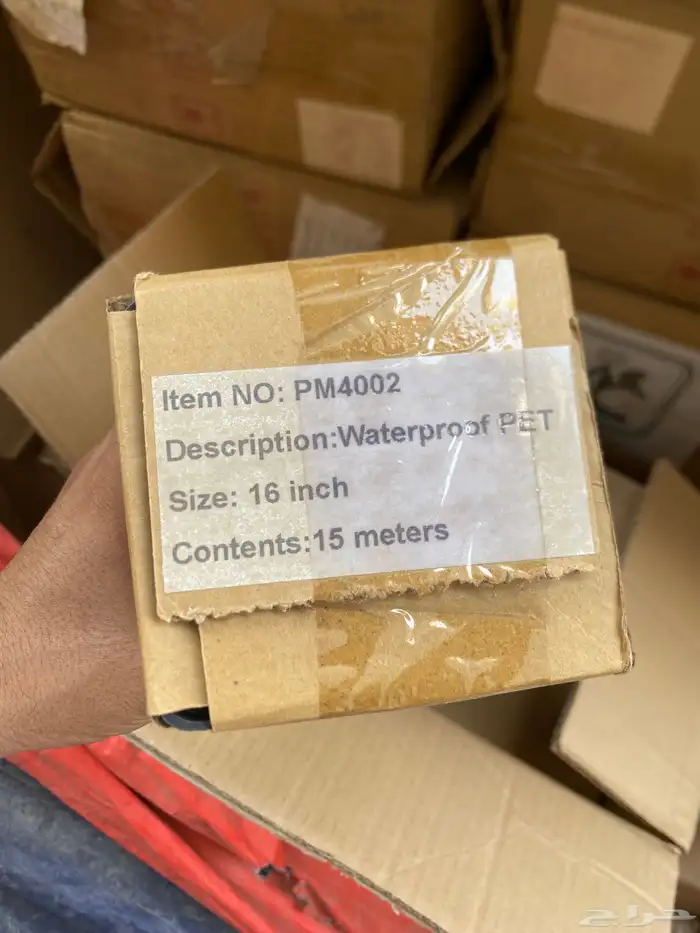 Item NO: PM4002
Description:Waterproof PET
Size: 16 inch
Contents:15 meters
حراج